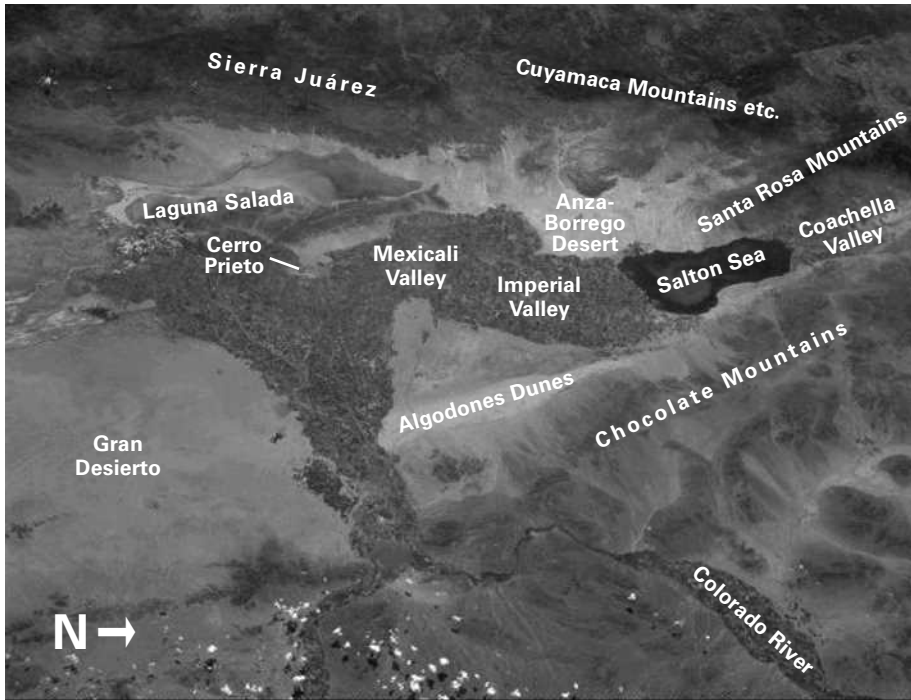 Sierra Juárez
Cuyamaca Mountains etc.
Santa Rosa Mountains
Laguna Salada
Anza-
Borrego
Desert
Coachella
Valley
Cerro
Prieto
Mexicali
Valley
Salton Sea
Imperial
Valley
Algodones Dunes
Chocolate Mountains
Gran
Desierto
Colorado River
N